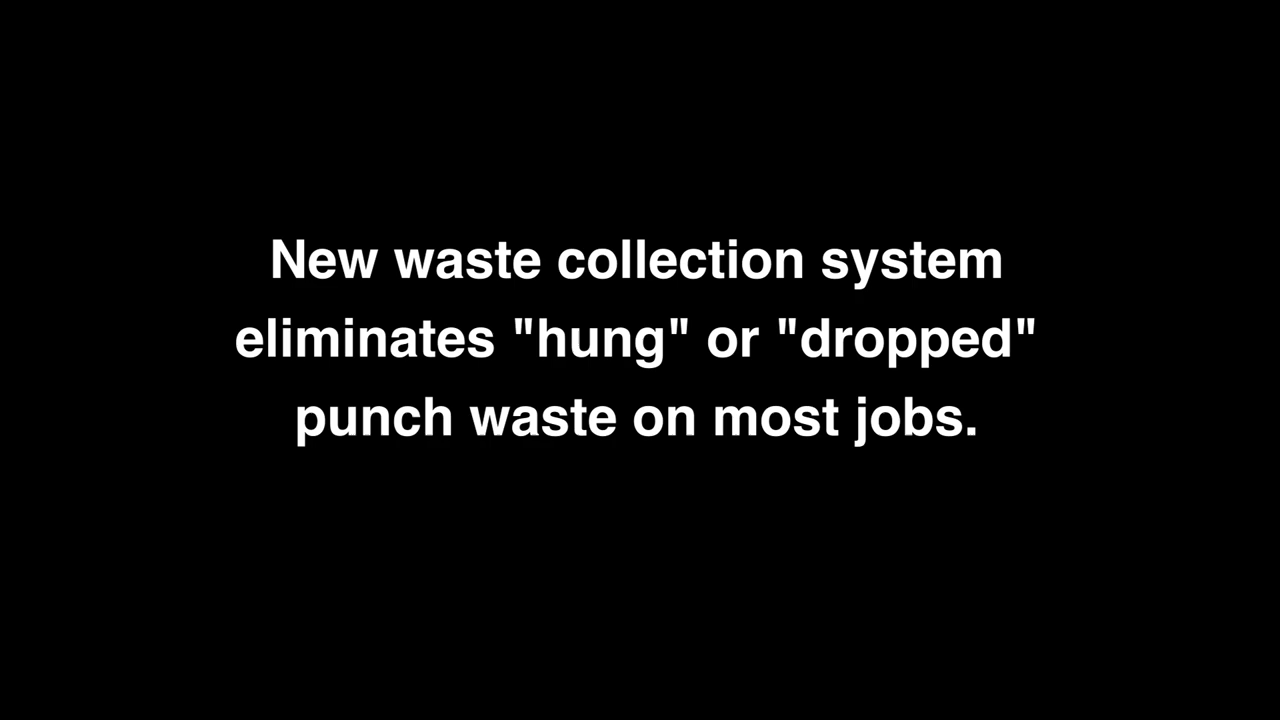 New waste collection system
eliminates "hung" or "dropped"
punch waste on most jobs.